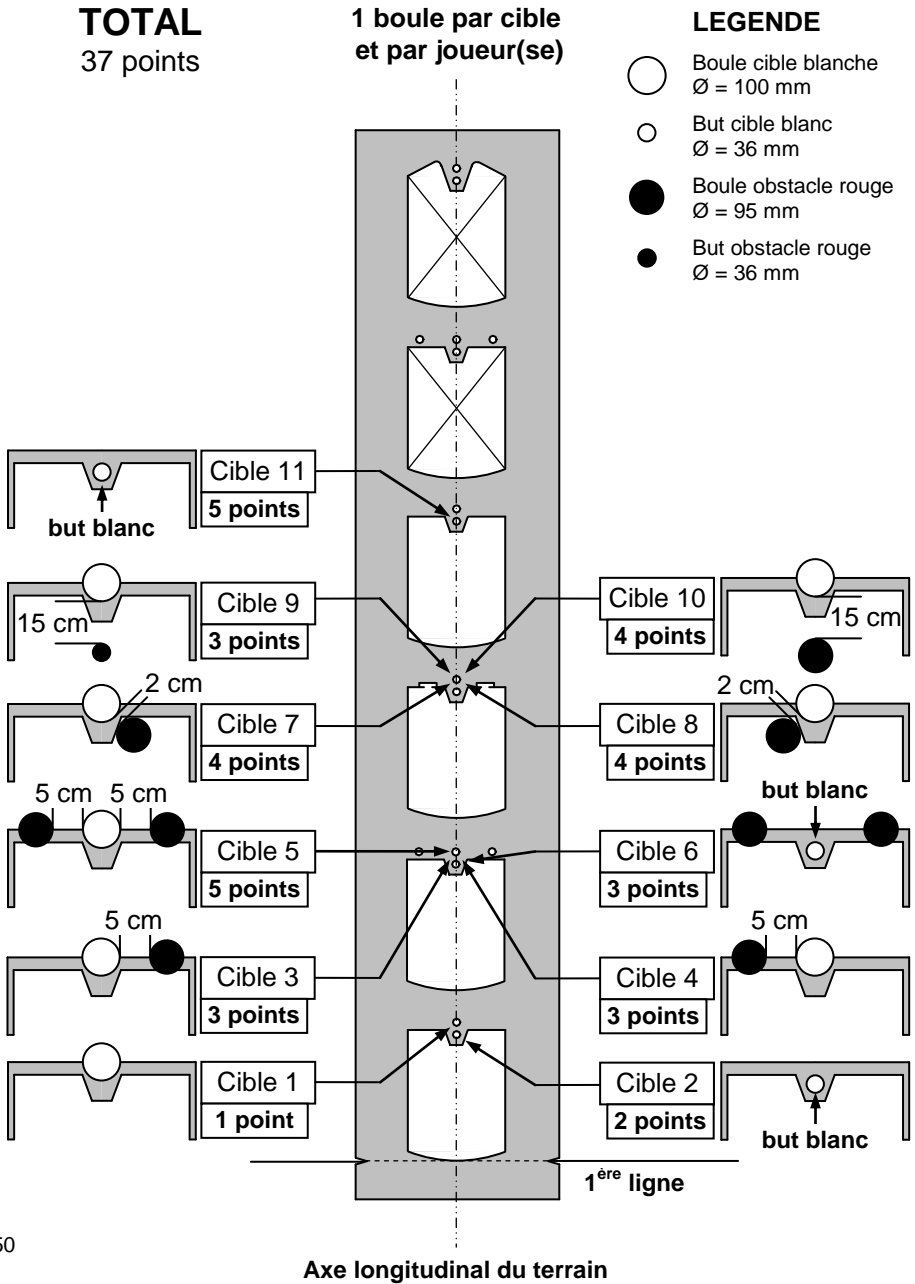 TOTAL
37 points
1 boule par cible
et par joueur(se)
LEGENDE
Boule cible blanche
Ø = 100 mm
But cible blanc
Ø = 36 mm
Boule obstacle rouge
Ø = 95 mm
But obstacle rouge
Ø = 36 mm
but blanc
Cible 11
5 points
15 cm
Cible 9
3 points
Cible 10
4 points
15 cm
2 cm
Cible 7
4 points
Cible 8
4 points
2 cm
5 cm 5 cm
Cible 5
5 points
Cible 6
3 points
but blanc
5 cm
Cible 3
3 points
Cible 4
3 points
5 cm
Cible 1
1 point
Cible 2
2 points
but blanc
1ère ligne
Axe longitudinal du terrain